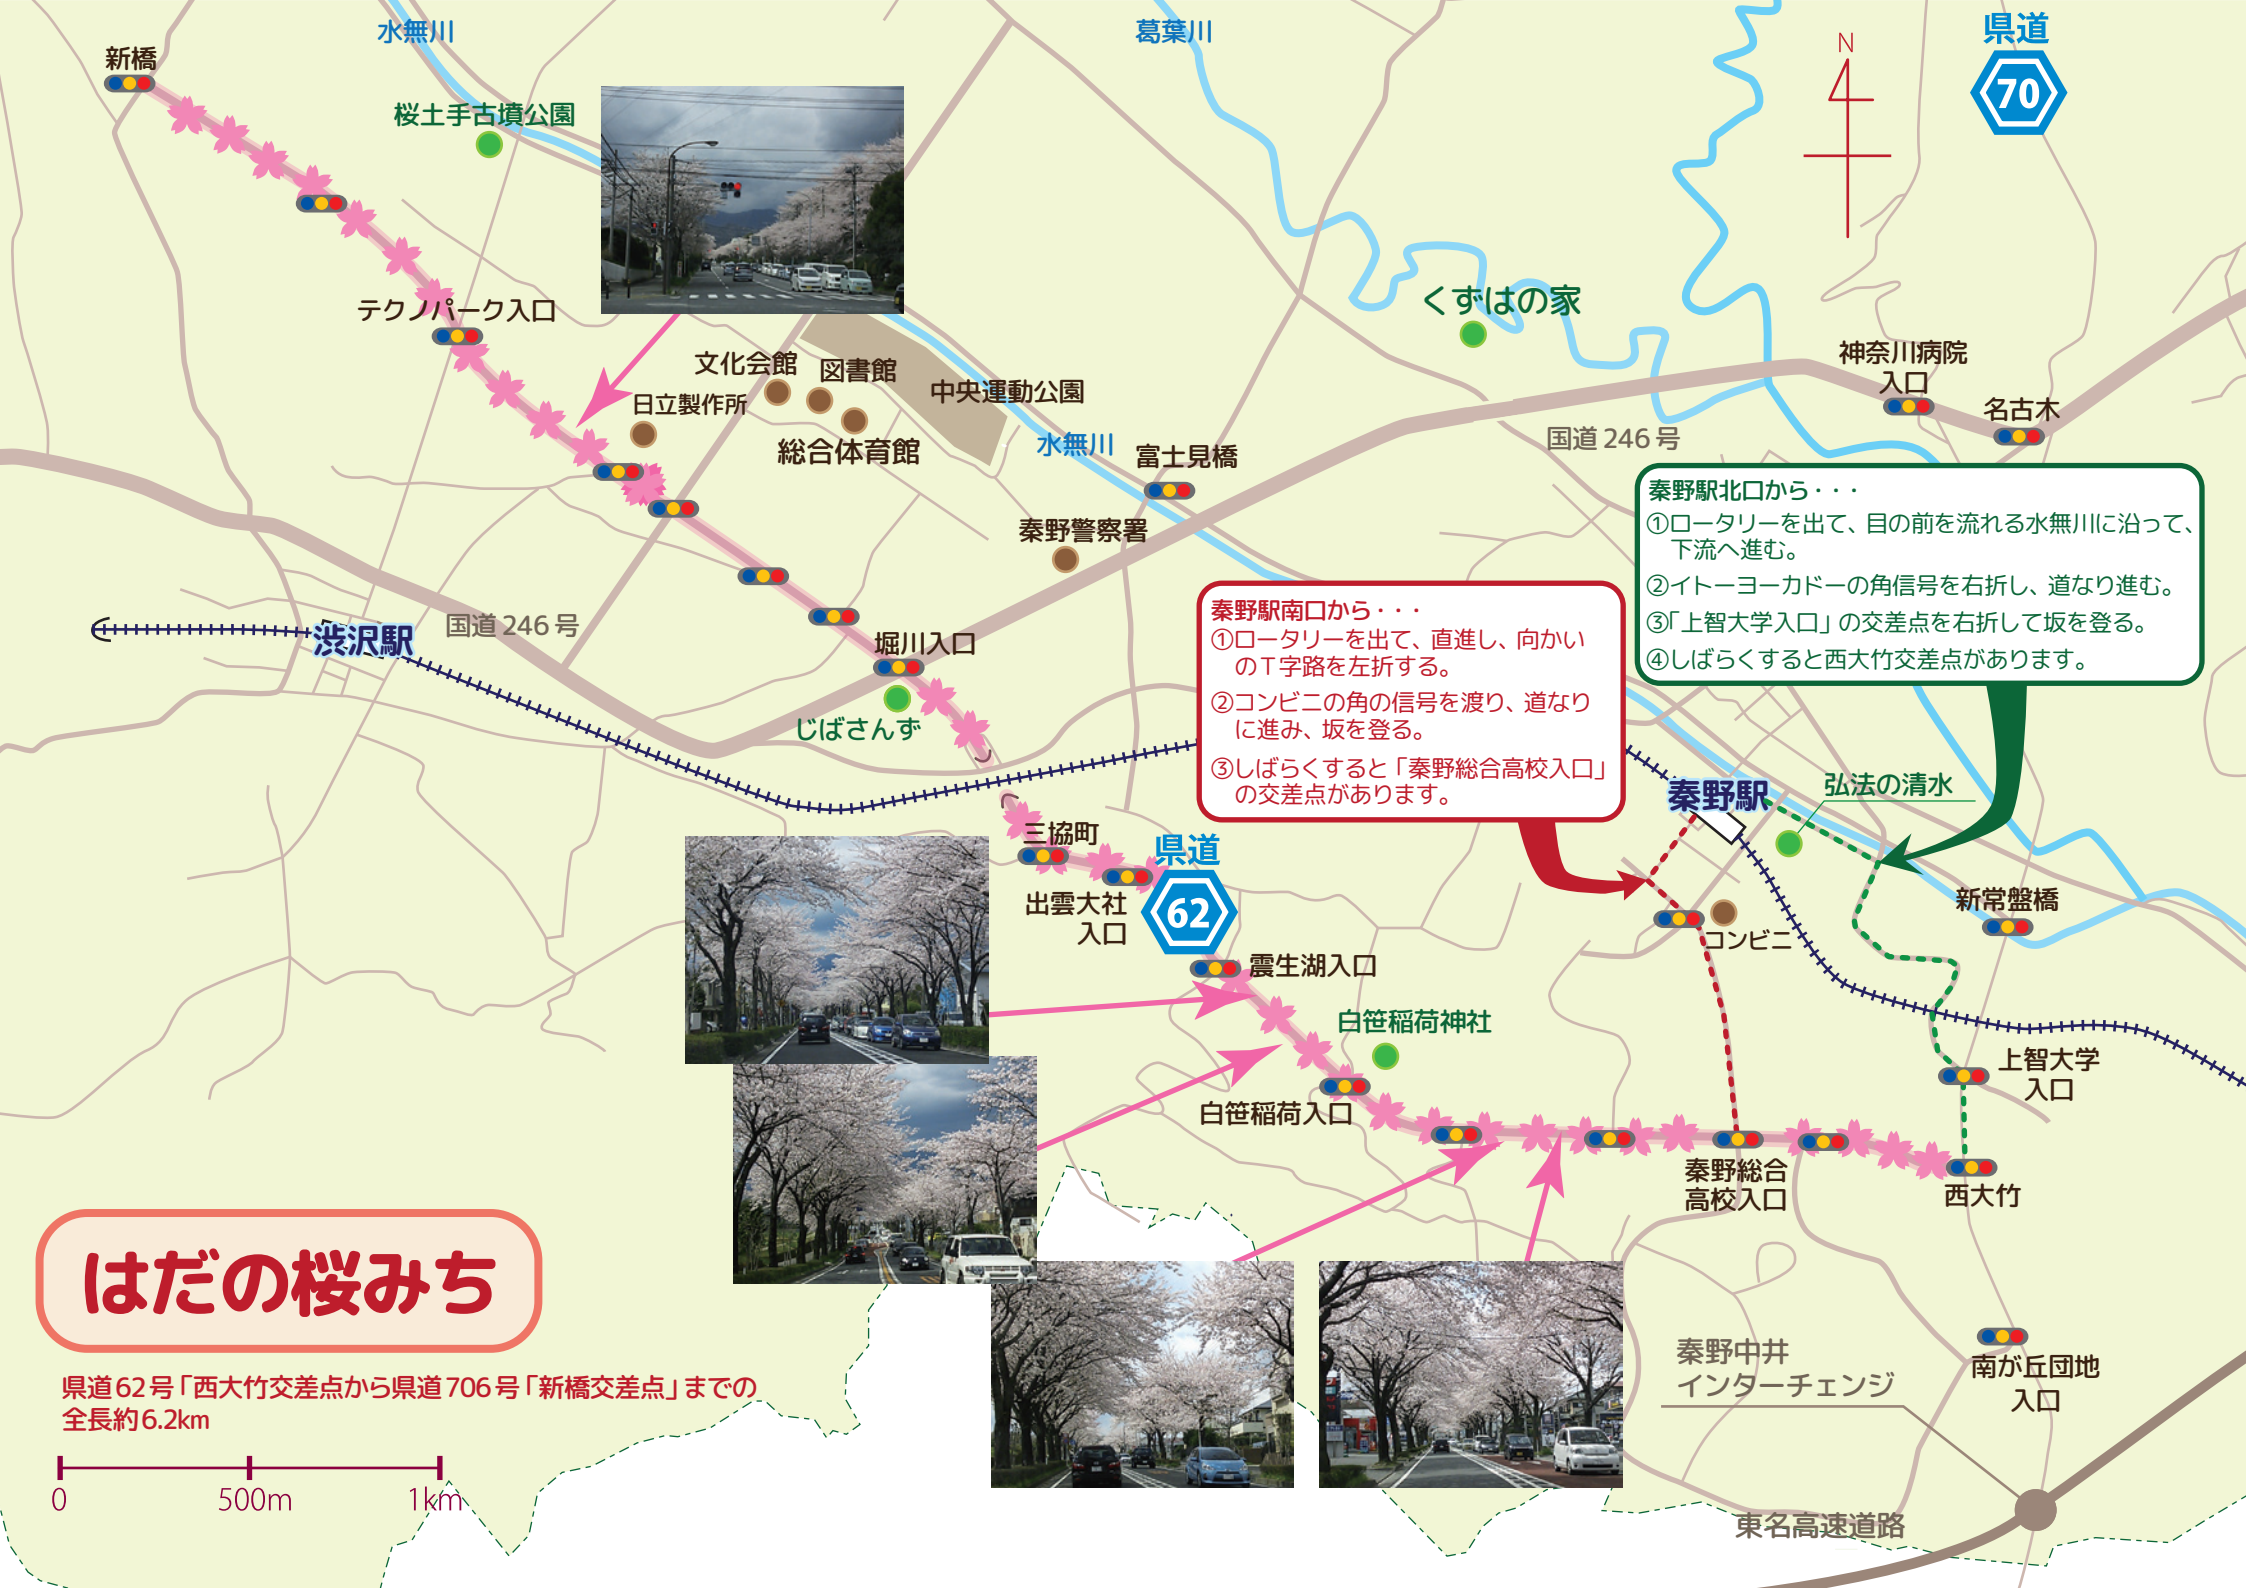 水無川
葛葉川
県道
70
N
新橋
桜土手古墳公園
くずはの家
テクノパーク入口
文化会館
図書館
中央運動公園
日立製作所
総合体育館
水無川
富士見橋
秦野警察署
国道246号
神奈川病院
入口
名古木
秦野駅北口から・・・
①ロータリーを出て、目の前を流れる水無川に沿って、
下流へ進む。
②イトーヨーカドーの角信号を右折し、道なり進む。
③「上智大学入口」の交差点を右折して坂を登る。
④しばらくすると西大竹交差点があります。
秦野駅南口から・・・
①ロータリーを出て、直進し、向かい
のT字路を左折する。
②コンビニの角の信号を渡り、道なり
に進み、坂を登る。
③しばらくすると「秦野総合高校入口」
の交差点があります。
渋沢駅
国道246号
堀川入口
じばさんず
秦野駅
弘法の清水
三協町
県道
62
出雲大社
入口
震生湖入口
コンビニ
新常盤橋
白笹稲荷神社
白笹稲荷入口
上智大学
入口
秦野総合
高校入口
西大竹
はだの桜みち
県道62号「西大竹交差点から県道706号「新橋交差点」までの
全長約6.2km
0
500m
1km
秦野中井
インターチェンジ
南が丘団地
入口
東名高速道路